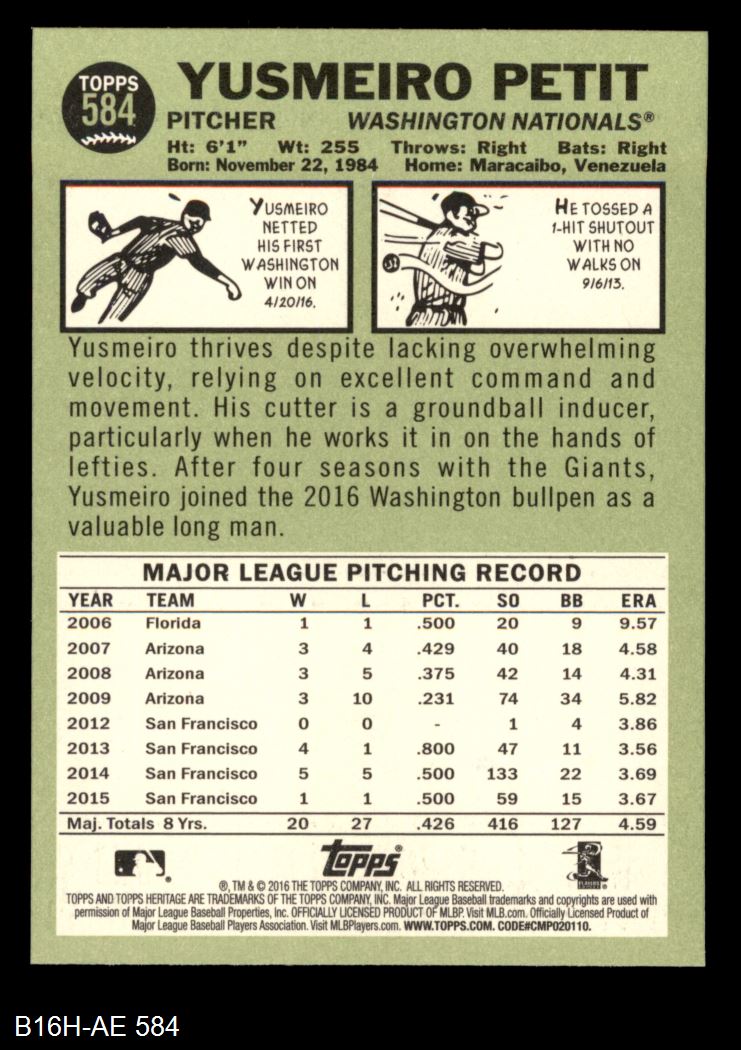 TOPPS
584
YUSMEIRO PETIT
PITCHER WASHINGTON NATIONALS®
Ht: 6'1" Wt: 255 Throws: Right Bats: Right
Born: November 22, 1984 Home: Maracaibo, Venezuela
YUSMEIRO
NETTED
HIS FIRST
WASHINGTON
WIN ON
4/20/16.
HE TOSSED A
1-HIT SHUTOUT
WITH NO
WALKS ON
9/6/13.
Yusmeiro thrives despite lacking overwhelming
velocity, relying on excellent command and
movement. His cutter is a groundball inducer,
particularly when he works it in on the hands of
lefties. After four seasons with the Giants,
Yusmeiro joined the 2016 Washington bullpen as a
valuable long man.
MAJOR LEAGUE PITCHING RECORD
YEAR TEAM W L PCT. SO BB ERA
2006 Florida 1 1 .500 20 9 9.57
2007 Arizona 3 4 .429 40 18 4.58
2008 Arizona 3 5 .375 42 14 4.31
2009 Arizona 3 10 .231 74 34 5.82
2012 San Francisco 0 0 - 1 4 3.86
2013 San Francisco 4 1 .800 47 11 3.56
2014 San Francisco 5 5 .500 133 22 3.69
2015 San Francisco 1 1 .500 59 15 3.67
Maj. Totals 8 Yrs. 20 27 .426 416 127 4.59
topps®
®, TM & © 2016 THE TOPPS COMPANY, INC. ALL RIGHTS RESERVED.
TOPPS AND TOPPS HERITAGE ARE TRADEMARKS OF THE TOPPS COMPANY, INC. Major League Baseball trademarks and copyrights are used with
permission of Major League Baseball Properties, Inc. OFFICIALLY LICENSED PRODUCT OF MLBP. Visit MLB.com. Officially Licensed Product of
Major League Baseball Players Association. Visit MLBPlayers.com. WWW.TOPPS.COM. CODE#CMP020110.
B16H-AE 584